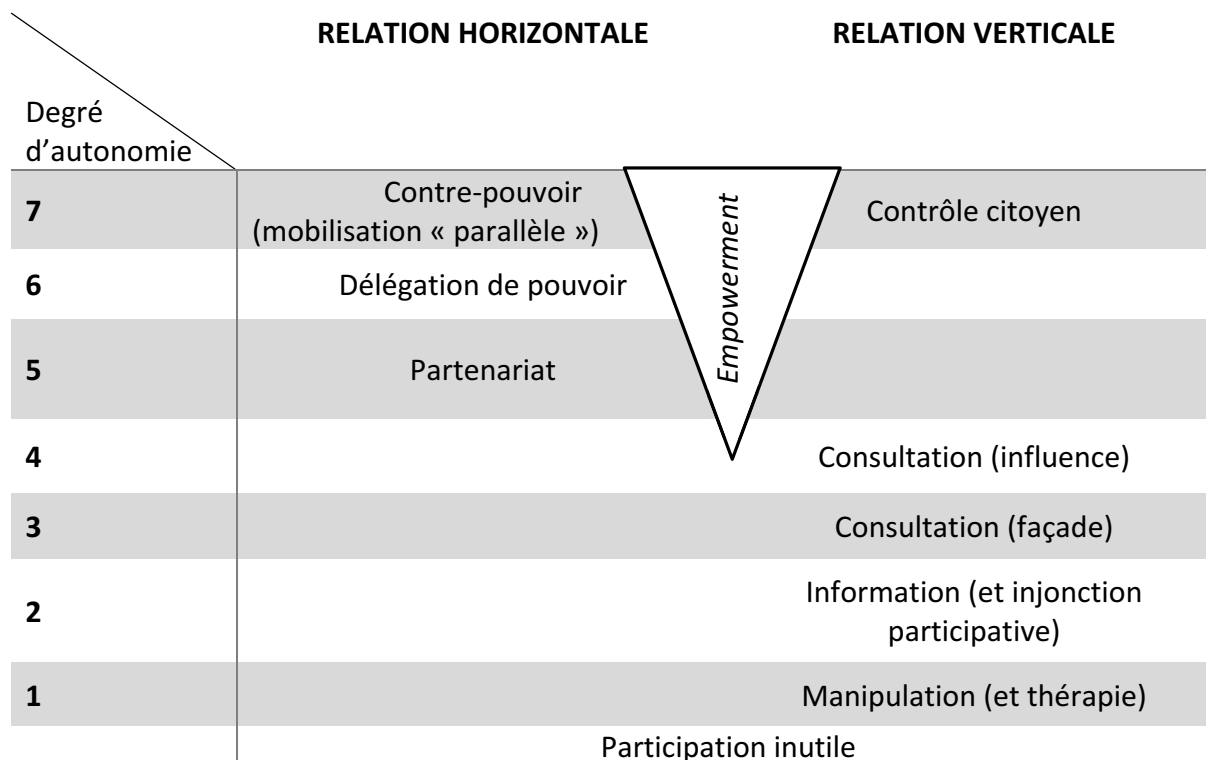 RELATION HORIZONTALE RELATION VERTICALE
Degré
d’autonomie
7 Contre-pouvoir
(mobilisation « parallèle »)
Empowerment
Contrôle citoyen
6 Délégation de pouvoir
5 Partenariat
4 Consultation (influence)
3 Consultation (façade)
2 Information (et injonction
participative)
1 Manipulation (et thérapie)
Participation inutile